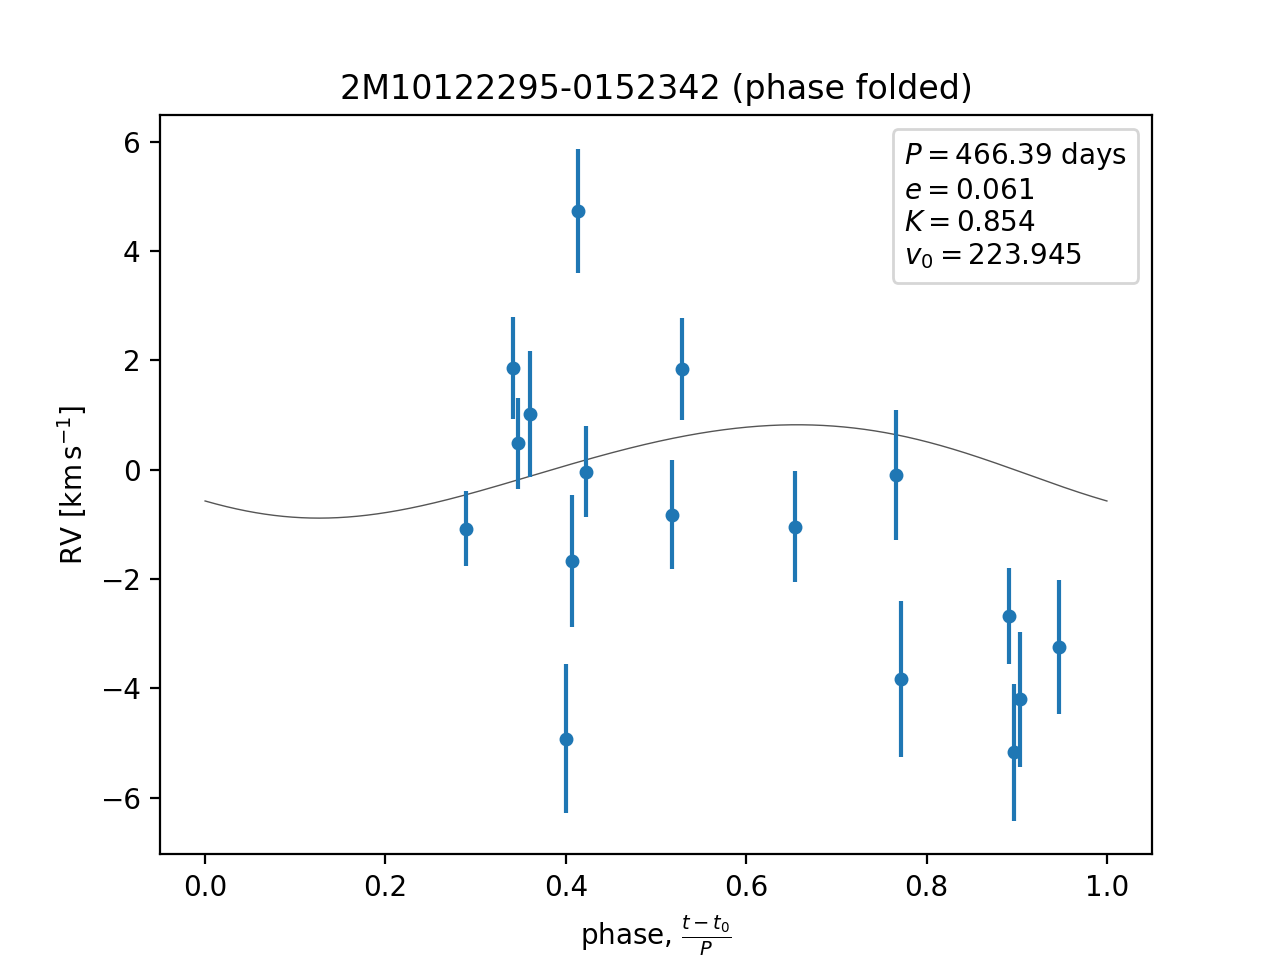 2M10122295-0152342 (phase folded)
P = 466.39 days
e = 0.061
K = 0.854
v₀ = 223.945
6
4
2
0
−2
−4
−6
RV [km s⁻¹]
0.0 0.2 0.4 0.6 0.8 1.0
phase, (t − t₀)/P